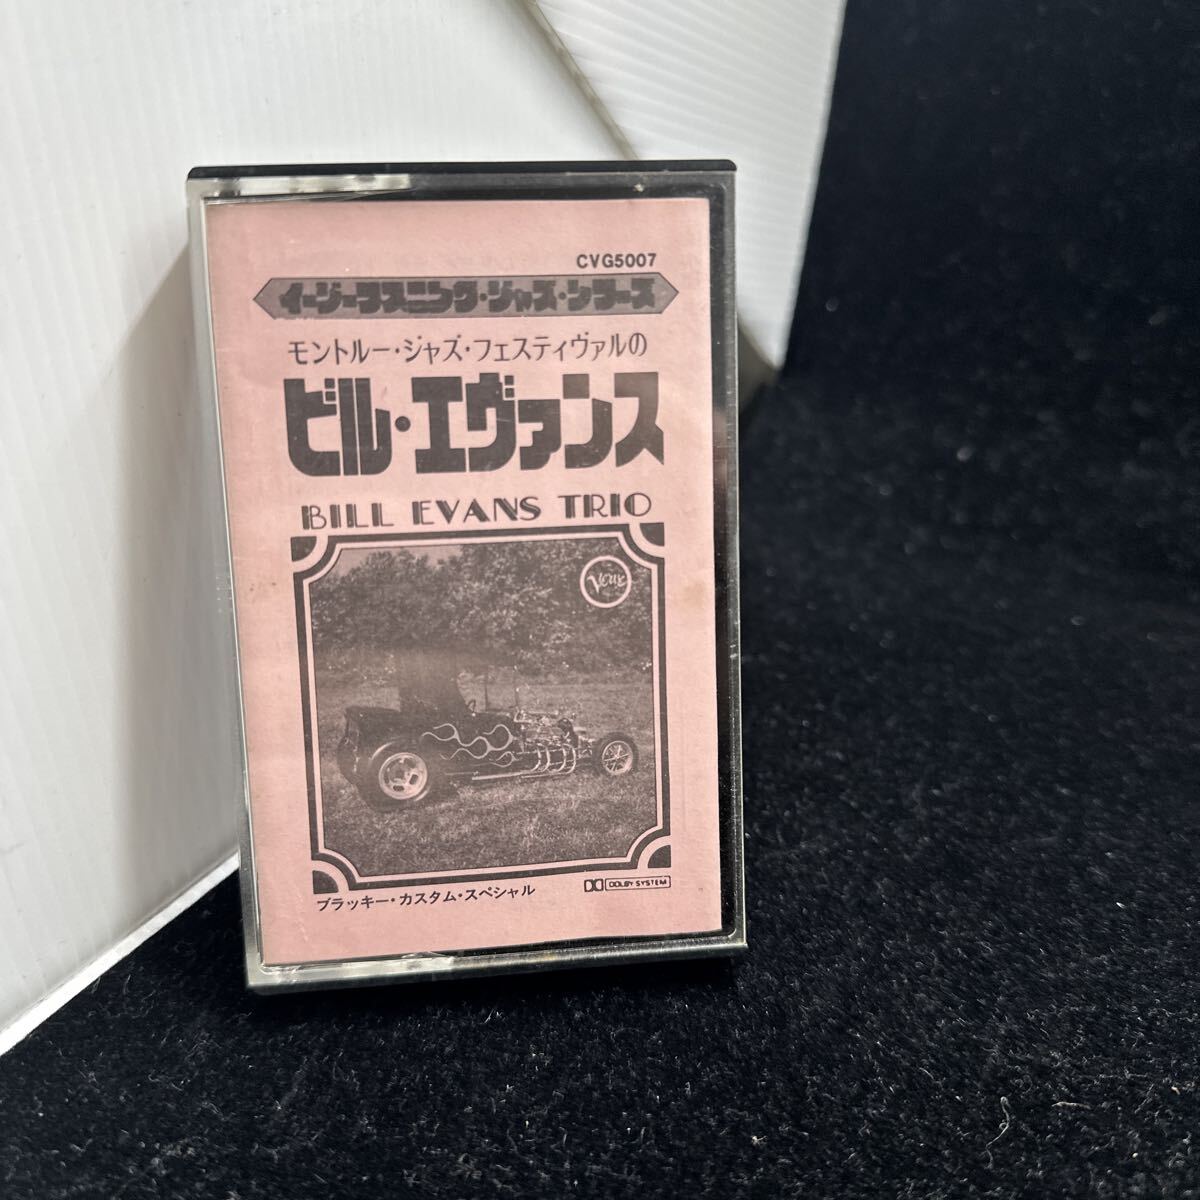 CVG5007
イージーリスニング・ジャズ・シリーズ
モントルー・ジャズ・フェスティヴァルの
ビル・エヴァンス
BILL EVANS TRIO
Verve
ブラッキー・カスタム・スペシャル
DOLBY SYSTEM